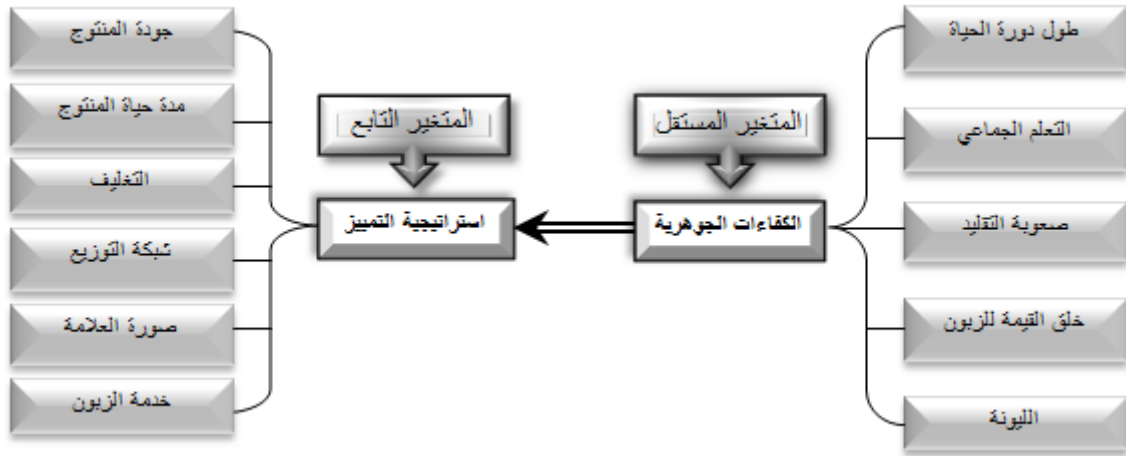 طول دورة الحياة
التعلم الجماعي
صعوبة التقليد
خلق القيمة للزبون
الليونة
المتغير المستقل
الكفاءات الجوهرية
المتغير التابع
استراتيجية التمييز
جودة المنتوج
مدة حياة المنتوج
التغليف
شبكة التوزيع
صورة العلامة
خدمة الزبون